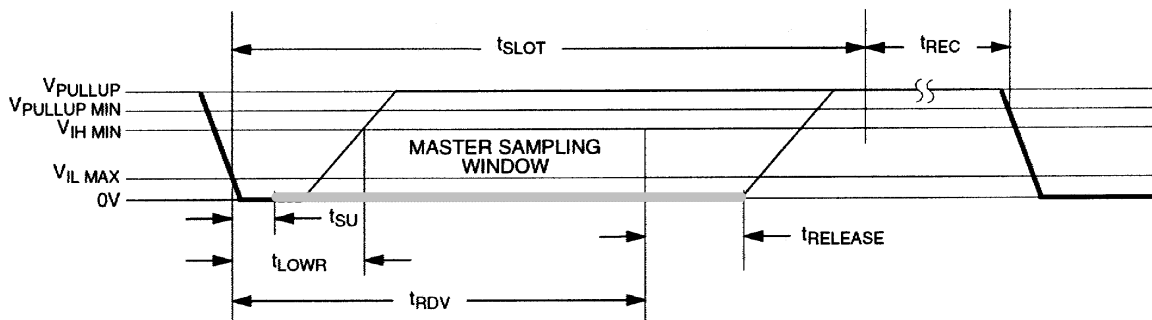 tSLOT
tREC
VPULLUP
VPULLUP MIN
VIH MIN
MASTER SAMPLING
WINDOW
VIL MAX
0V
tSU
tRELEASE
tLOWR
tRDV